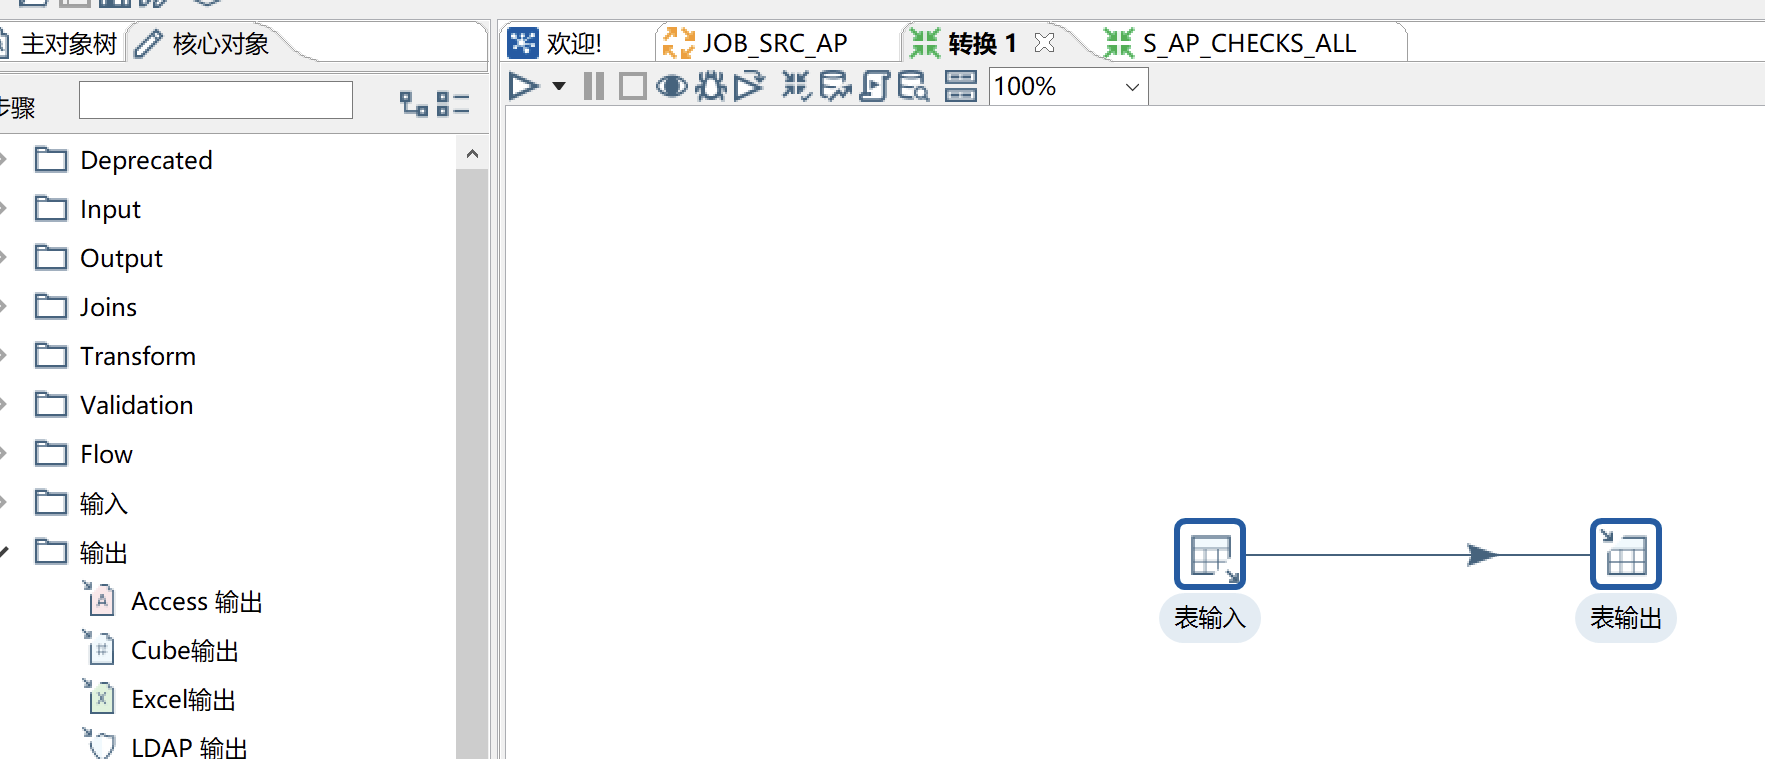 主对象树
核心对象
欢迎!
JOB_SRC_AP
转换 1
S_AP_CHECKS_ALL
步骤
100%
Deprecated
Input
Output
Joins
Transform
Validation
Flow
输入
输出
Access 输出
Cube输出
Excel输出
LDAP 输出
表输入
表输出